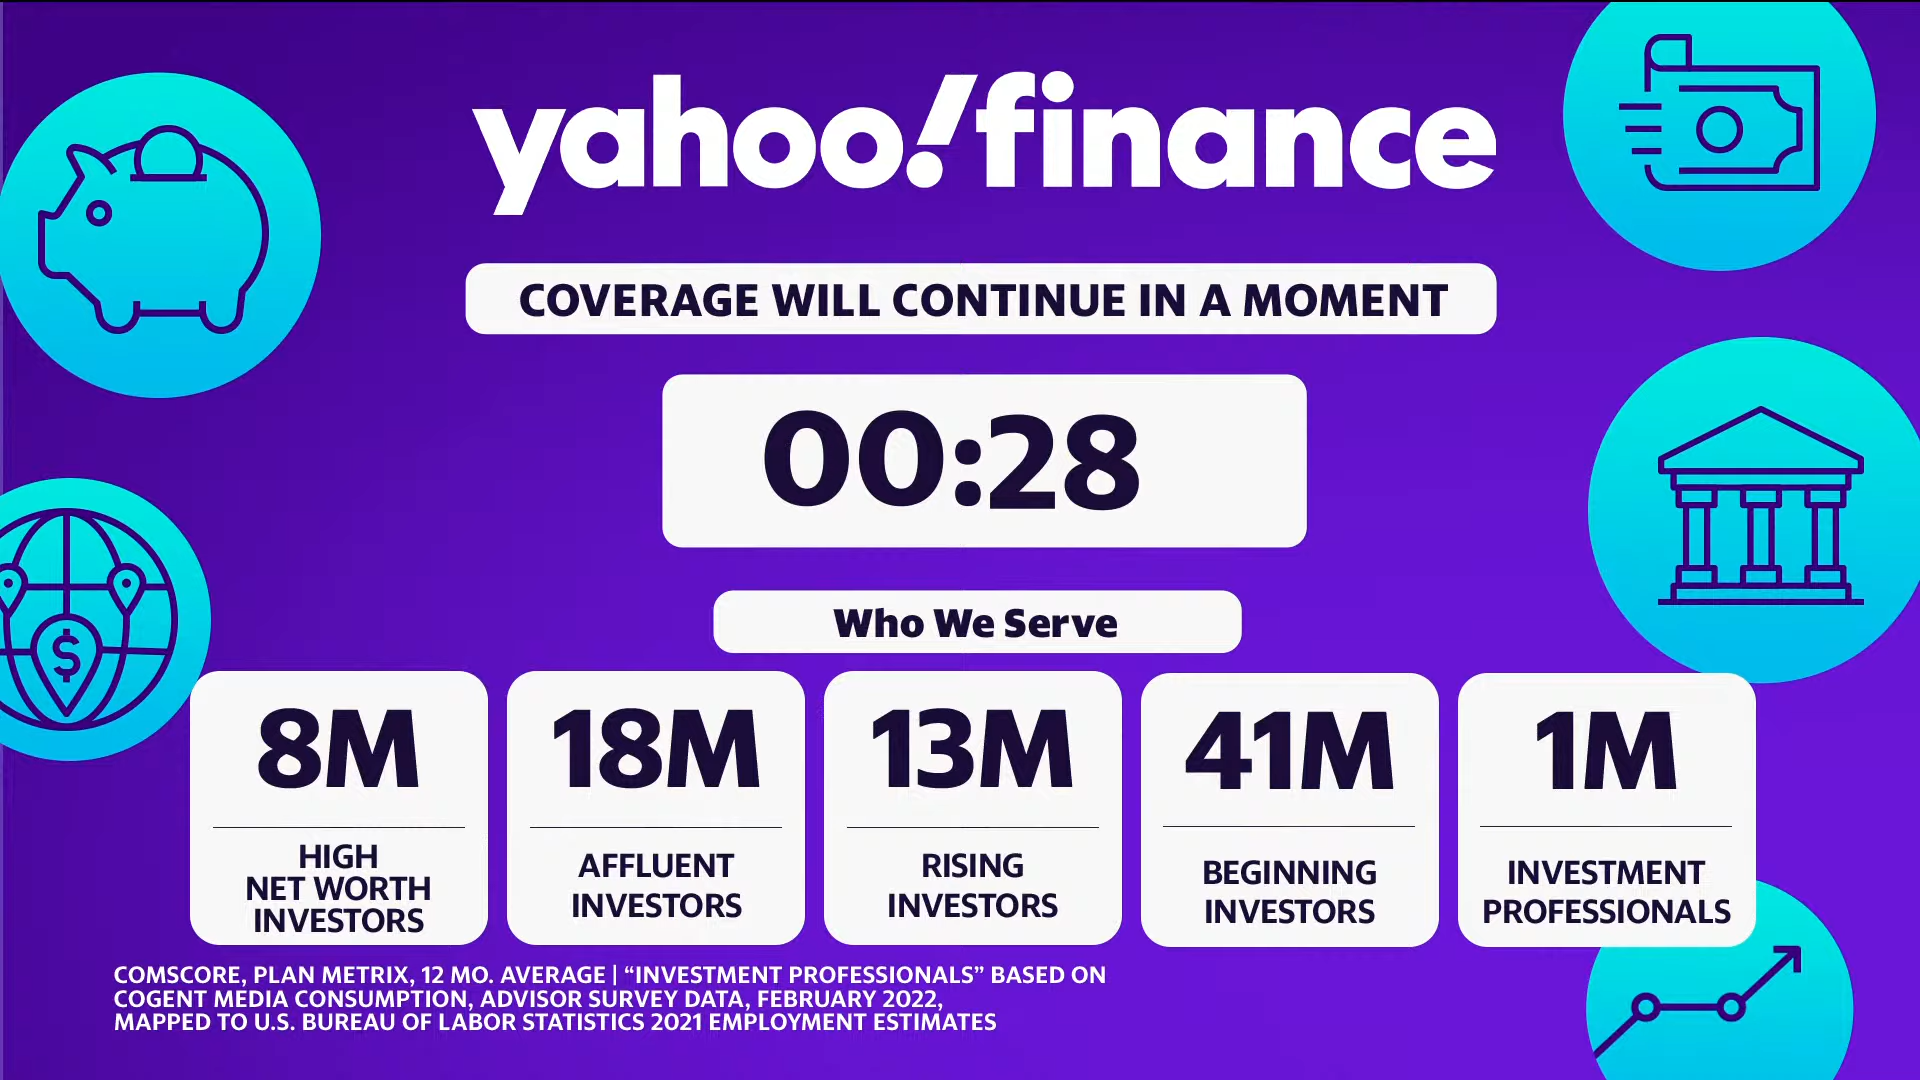 yahoo!finance
COVERAGE WILL CONTINUE IN A MOMENT
00:28
Who We Serve
8M
HIGH
NET WORTH
INVESTORS
18M
AFFLUENT
INVESTORS
13M
RISING
INVESTORS
41M
BEGINNING
INVESTORS
1M
INVESTMENT
PROFESSIONALS
$
COMSCORE, PLAN METRIX, 12 MO. AVERAGE | “INVESTMENT PROFESSIONALS” BASED ON
COGENT MEDIA CONSUMPTION, ADVISOR SURVEY DATA, FEBRUARY 2022,
MAPPED TO U.S. BUREAU OF LABOR STATISTICS 2021 EMPLOYMENT ESTIMATES